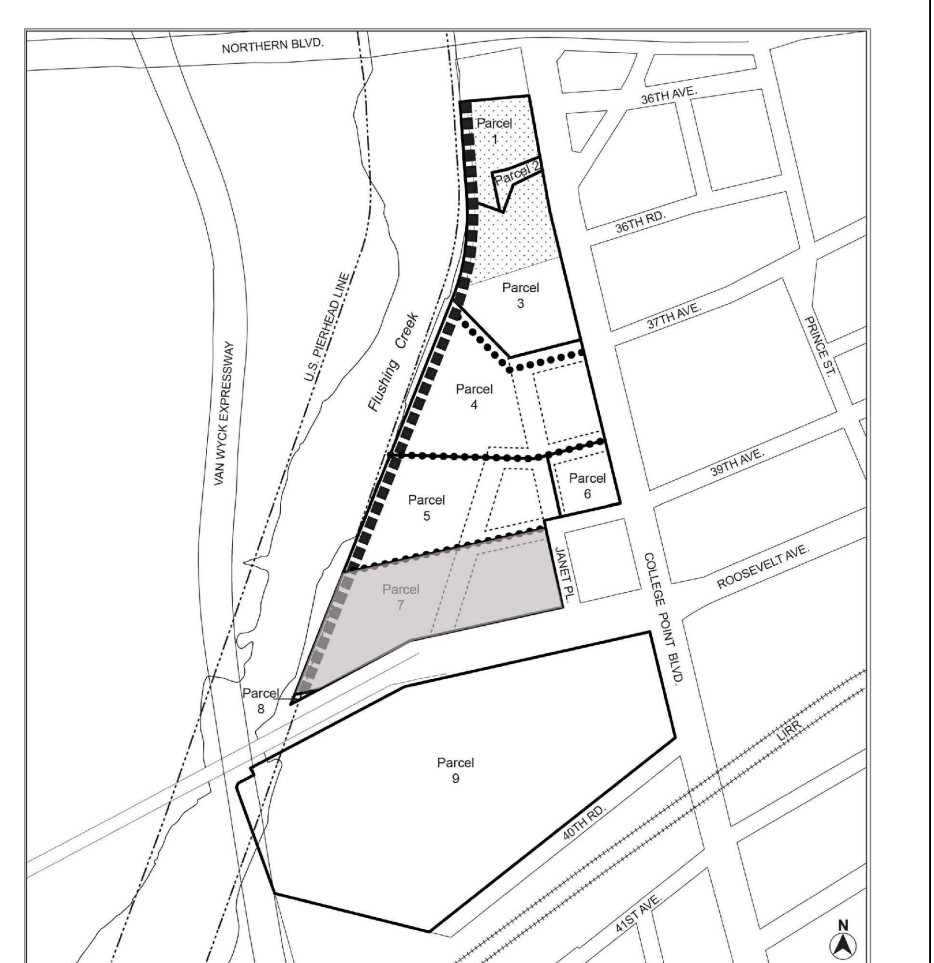 NORTHERN BLVD.
36TH AVE.
Parcel
1
Parcel 2
36TH RD.
U.S. PIERHEAD LINE
Parcel
3
37TH AVE.
PRINCE ST.
Flushing Creek
VAN WYCK EXPRESSWAY
Parcel
4
39TH AVE.
Parcel
6
Parcel
5
JANET PL.
COLLEGE POINT BLVD.
ROOSEVELT AVE.
Parcel
7
Parcel
8
LIRR
Parcel
9
40TH RD.
41ST AVE.
N